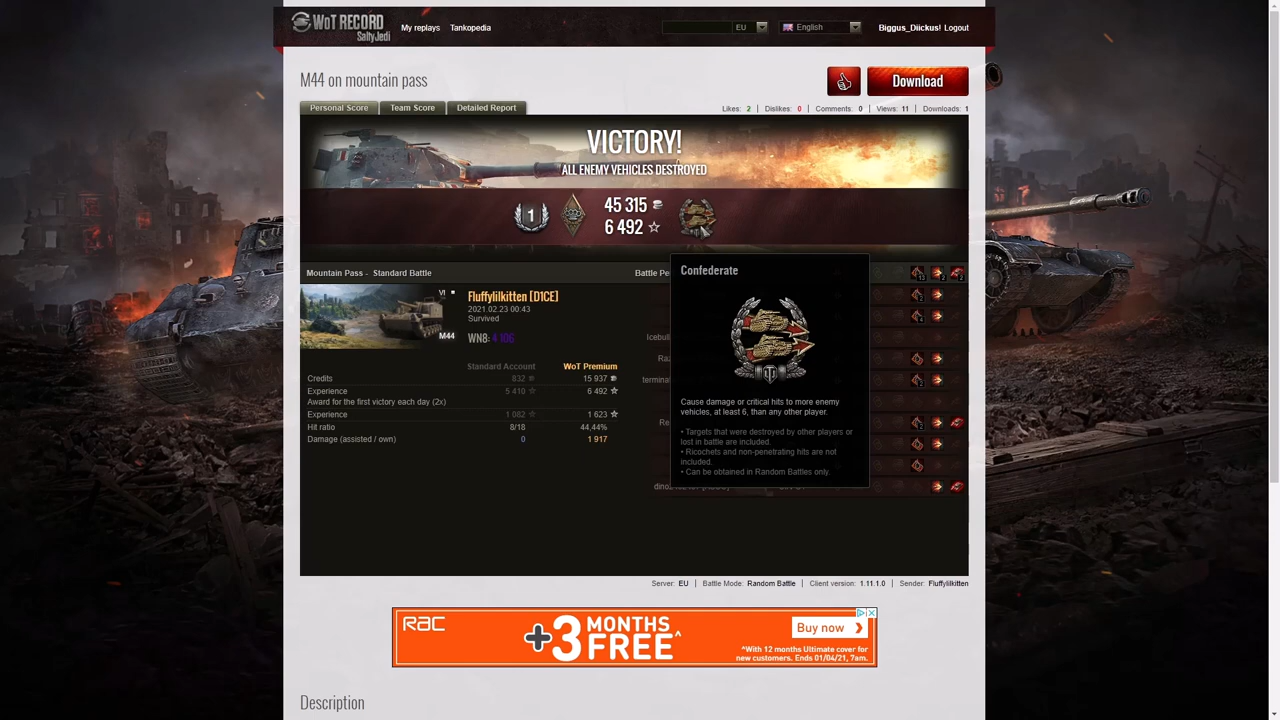 WoT RECORD
SaltyJedi
My replays
Tankopedia
EU
English
Biggus_Diickus! Logout
M44 on mountain pass
Download
Personal Score
Team Score
Detailed Report
Likes: 2 | Dislikes: 0 | Comments: 0 | Views: 11 | Downloads: 1
VICTORY!
ALL ENEMY VEHICLES DESTROYED
1
45 315
6 492
Mountain Pass - Standard Battle
Battle Pe
VI
M44
Fluffylilkitten [D1CE]
2021.02.23 00:43
Survived
WN8: 4 106
Standard Account WoT Premium
Credits 832 15 937
Experience 5 410 6 492
Award for the first victory each day (2x)
Experience 1 082 1 623
Hit ratio 8/18 44,44%
Damage (assisted / own) 0 1 917
Icebul
Ra
termina
Re
Confederate
Cause damage or critical hits to more enemy
vehicles, at least 6, than any other player.
• Targets that were destroyed by other players or
lost in battle are included.
• Ricochets and non-penetrating hits are not
included.
• Can be obtained in Random Battles only.
Server: EU | Battle Mode: Random Battle | Client version: 1.11.1.0 | Sender: Fluffylilkitten
RAC
+3 MONTHS
FREE^
Buy now
^With 12 months Ultimate cover for
new customers. Ends 01/04/21, 7am.
Description